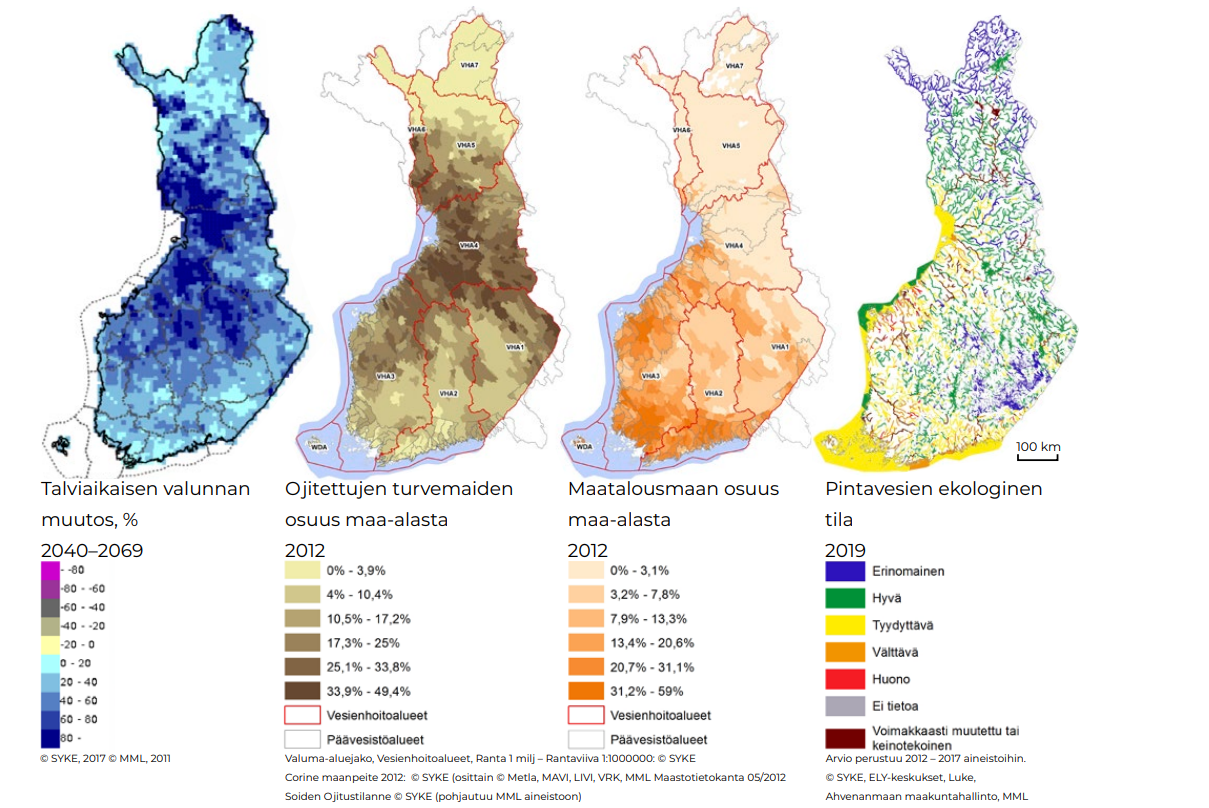 VHA7
VHA6
VHA5
VHA4
VHA1
VHA3
VHA2
WDA
VHA7
VHA6
VHA5
VHA4
VHA1
VHA3
VHA2
WDA
100 km
Talviaikaisen valunnan
muutos, %
2040–2069
- -80
-80 - -60
-60 - -40
-40 - -20
-20 - 0
0 - 20
20 - 40
40 - 60
60 - 80
80 -
© SYKE, 2017 © MML, 2011
Ojitettujen turvemaiden
osuus maa-alasta
2012
0% - 3,9%
4% - 10,4%
10,5% - 17,2%
17,3% - 25%
25,1% - 33,8%
33,9% - 49,4%
Vesienhoitoalueet
Päävesistöalueet
Maatalousmaan osuus
maa-alasta
2012
0% - 3,1%
3,2% - 7,8%
7,9% - 13,3%
13,4% - 20,6%
20,7% - 31,1%
31,2% - 59%
Vesienhoitoalueet
Päävesistöalueet
Valuma-aluejako, Vesienhoitoalueet, Ranta 1 milj – Rantaviiva 1:1000000: © SYKE
Corine maanpeite 2012: © SYKE (osittain © Metla, MAVI, LIVI, VRK, MML Maastotietokanta 05/2012
Soiden Ojitustilanne © SYKE (pohjautuu MML aineistoon)
Pintavesien ekologinen
tila
2019
Erinomainen
Hyvä
Tyydyttävä
Välttävä
Huono
Ei tietoa
Voimakkaasti muutettu tai
keinotekoinen
Arvio perustuu 2012 – 2017 aineistoihin.
© SYKE, ELY-keskukset, Luke,
Ahvenanmaan maakuntahallinto, MML